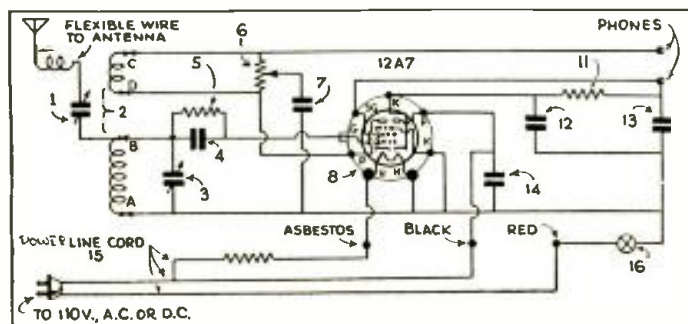 FLEXIBLE WIRE
TO ANTENNA
PHONES
1
2
C
D
B
A
5
4
3
6
7
12A7
8
K
P
K
H
H
11
12
13
14
ASBESTOS
BLACK
RED
16
POWER LINE CORD
15
TO 110V., A.C. OR D.C.